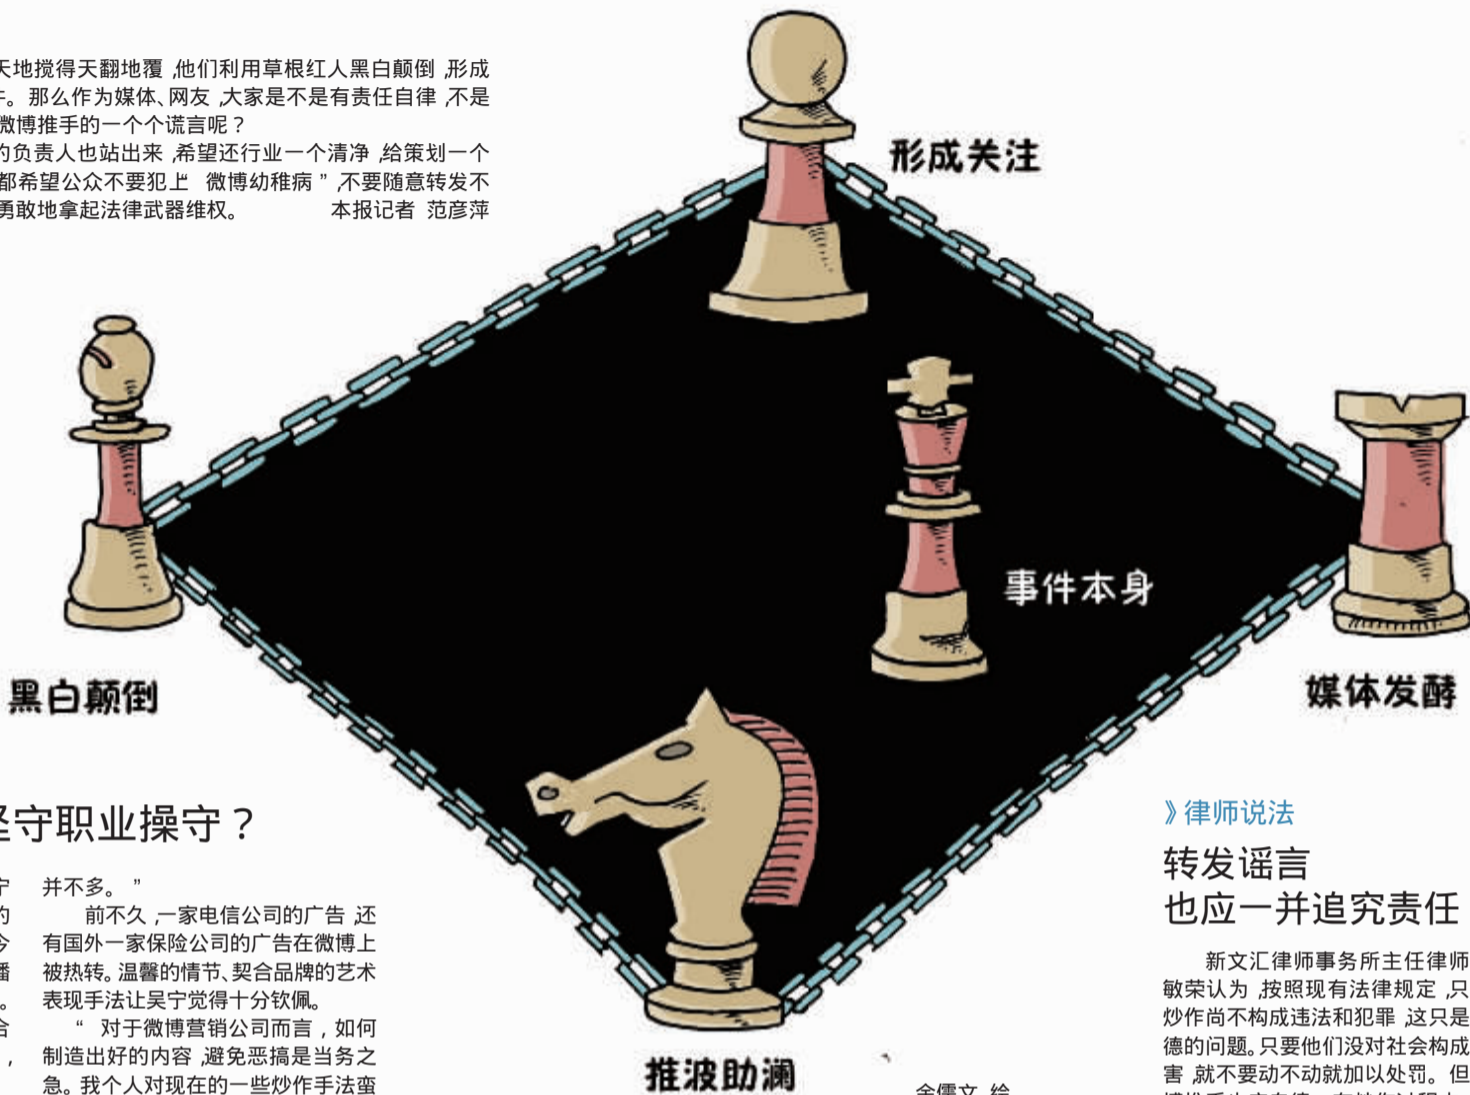 天地搅得天翻地覆,他们利用草根红人黑白颠倒,形成
件。那么作为媒体、网友,大家是不是有责任自律,不是
微博推手的一个个谎言呢?
的负责人也站出来,希望还行业一个清净,给策划一个
都希望公众不要犯上“微博幼稚病”,不要随意转发不
勇敢地拿起法律武器维权。 本报记者 范彦萍
形成关注
事件本身
黑白颠倒
媒体发酵
推波助澜
坚守职业操守?
宁
的
今
播
。
合
,
并不多。”
前不久,一家电信公司的广告,还
有国外一家保险公司的广告在微博上
被热转。温馨的情节、契合品牌的艺术
表现手法让吴宁觉得十分钦佩。
“对于微博营销公司而言,如何
制造出好的内容,避免恶搞是当务之
急。我个人对现在的一些炒作手法蛮
》律师说法
转发谣言
也应一并追究责任
新文汇律师事务所主任律师
敏荣认为,按照现有法律规定,只
炒作尚不构成违法和犯罪,这只是
德的问题。只要他们没对社会构成
害,就不要动不动就加以处罚。但